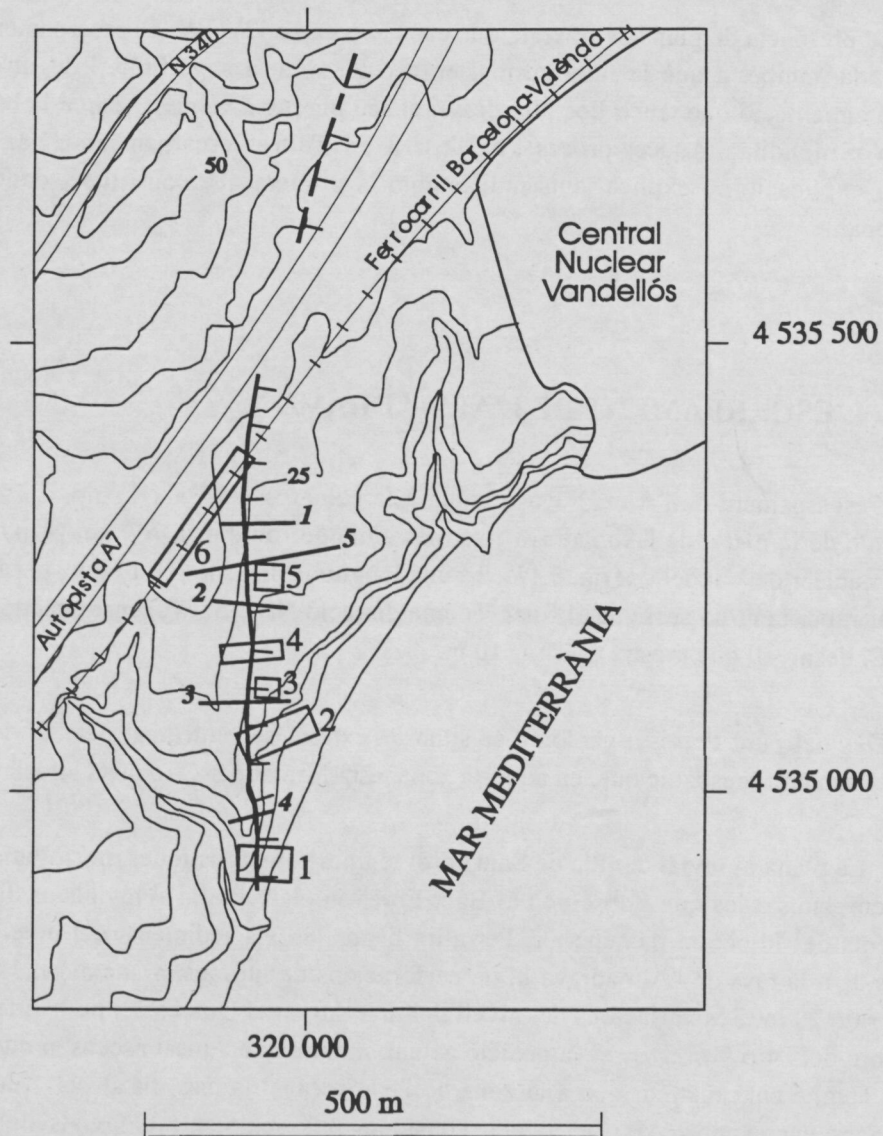 N 340
50
Ferrocarril Barcelona-València
Central
Nuclear
Vandellós
4 535 500
25
1
5
6
5
2
Autopista A7
4
3
3
2
MAR MEDITERRÀNIA
4 535 000
4
1
320 000
500 m